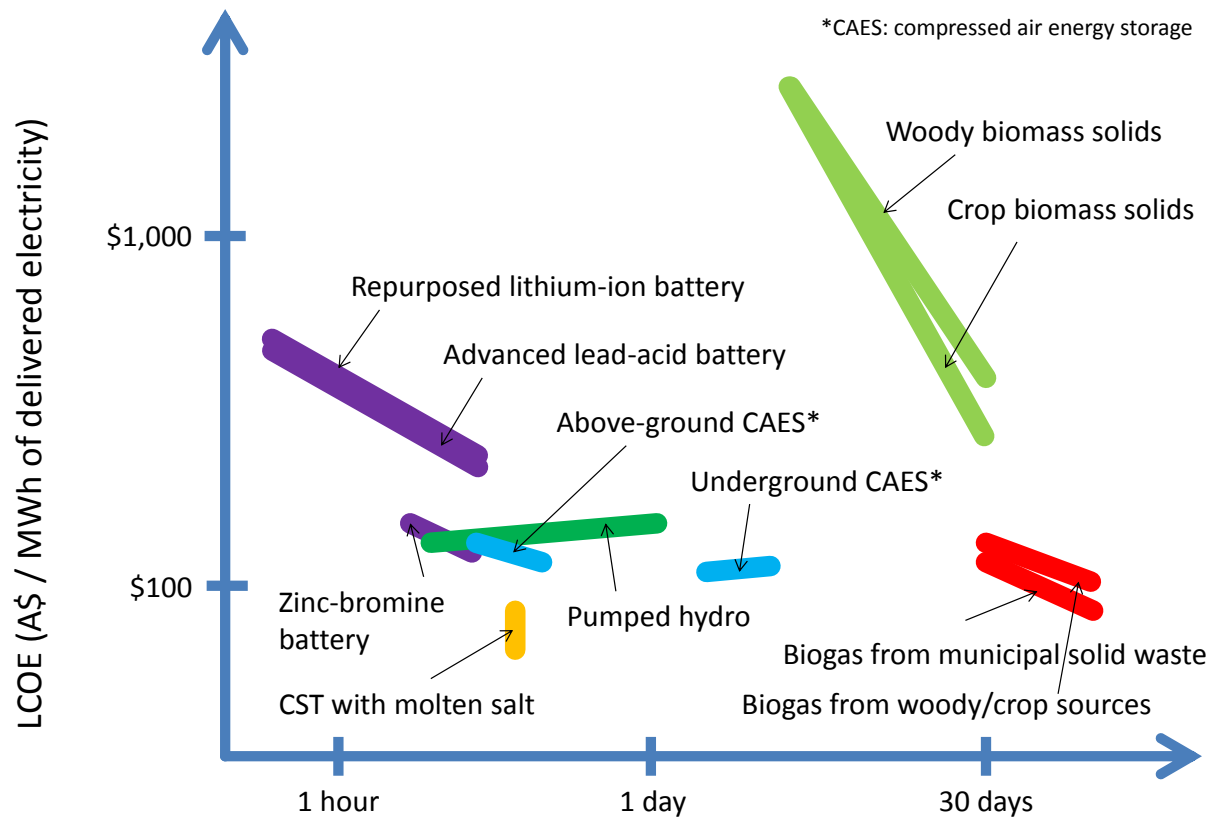 *CAES: compressed air energy storage
LCOE (A$ / MWh of delivered electricity)
Woody biomass solids
Crop biomass solids
$1,000
Repurposed lithium-ion battery
Advanced lead-acid battery
Above-ground CAES*
Underground CAES*
$100
Zinc-bromine
battery
Pumped hydro
Biogas from municipal solid waste
CST with molten salt
Biogas from woody/crop sources
1 hour
1 day
30 days